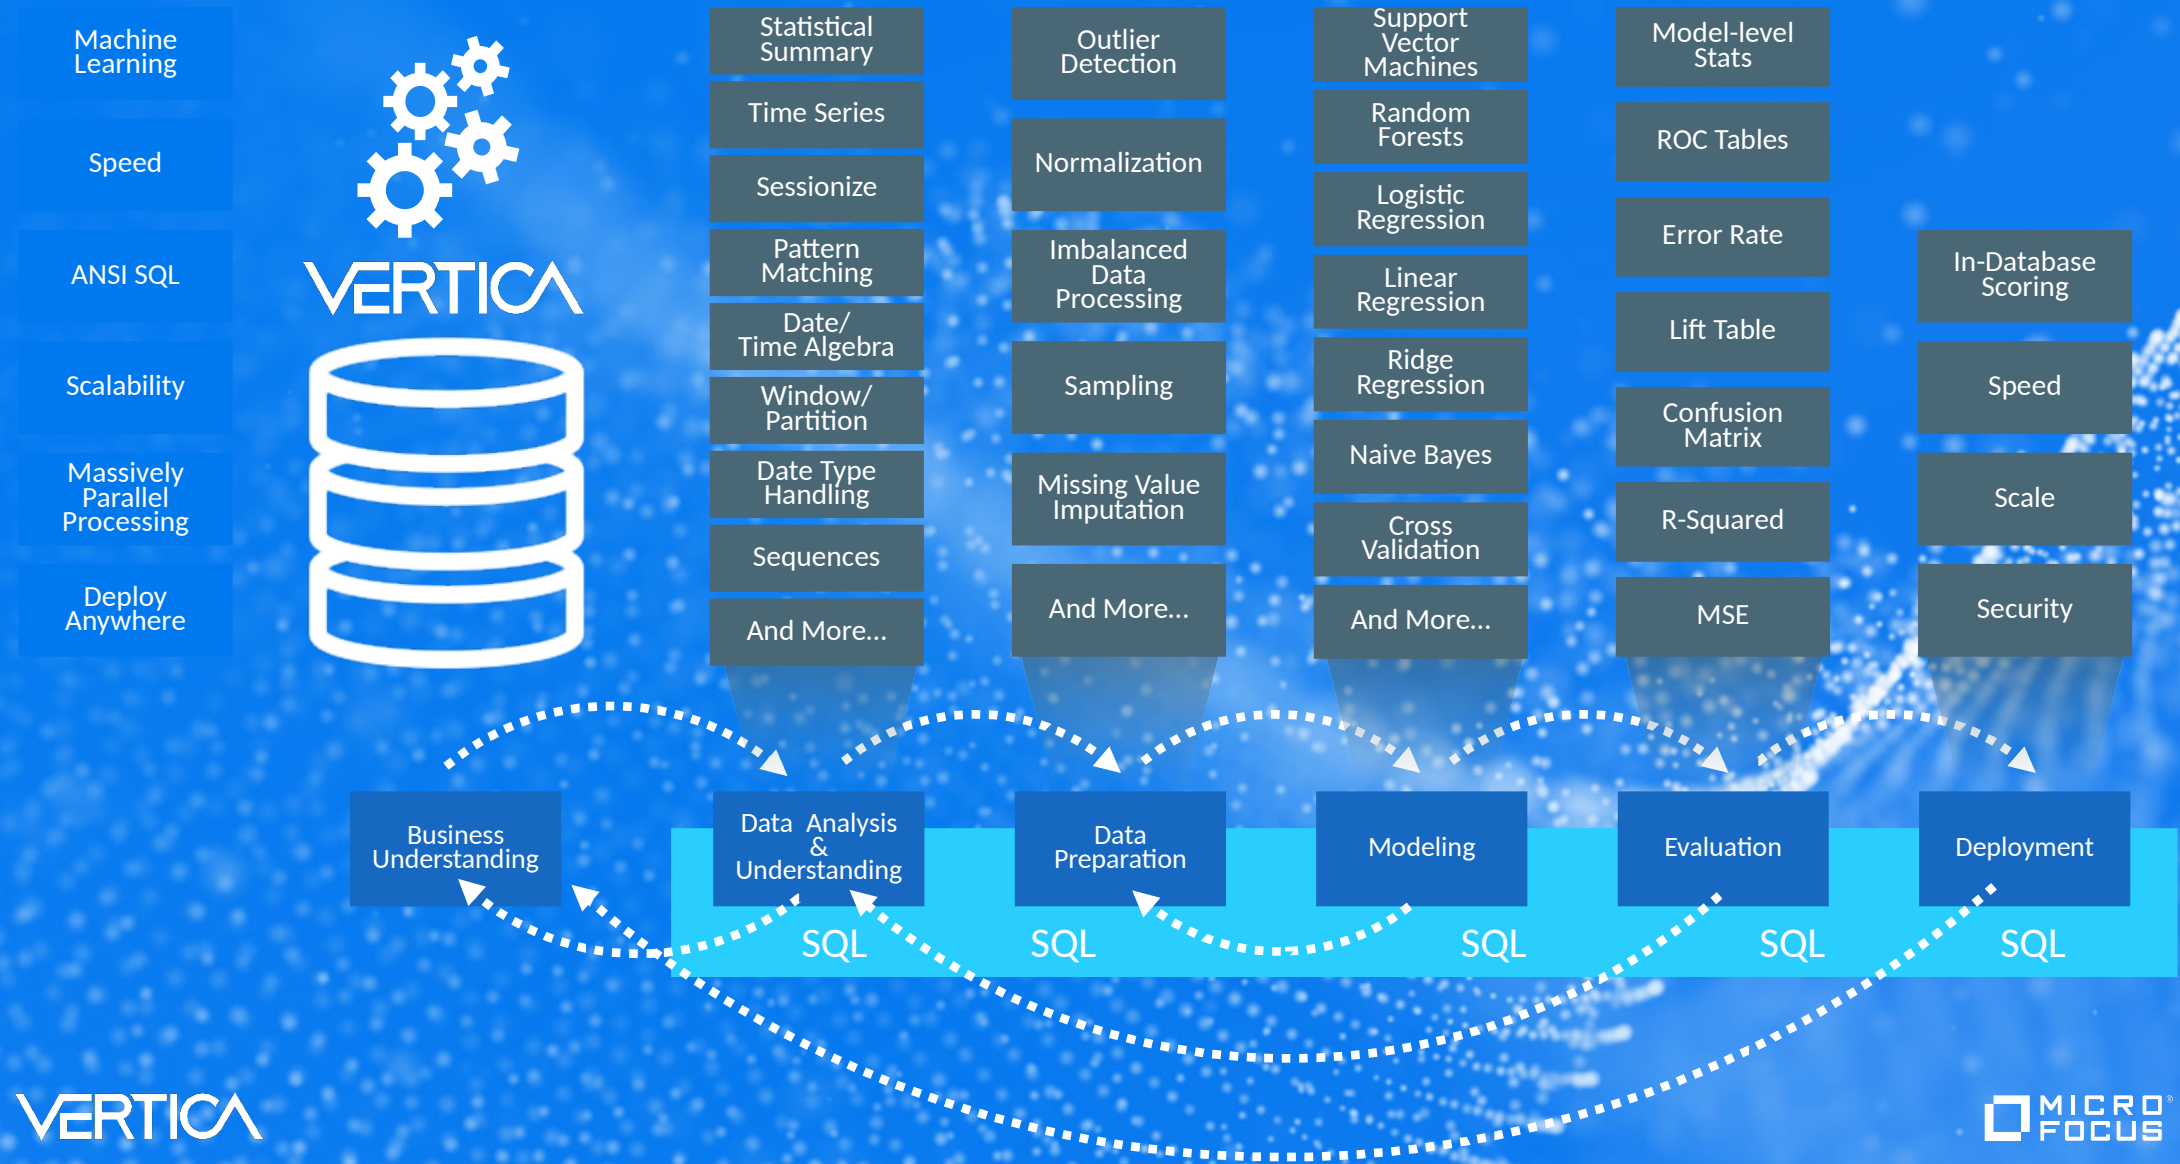 Machine
Learning
Speed
ANSI SQL
Scalability
Massively
Parallel
Processing
Deploy
Anywhere
VERTICA
Statistical
Summary
Time Series
Sessionize
Pattern
Matching
Date/
Time Algebra
Window/
Partition
Date Type
Handling
Sequences
And More...
Outlier
Detection
Normalization
Imbalanced
Data
Processing
Sampling
Missing Value
Imputation
And More...
Support
Vector
Machines
Random
Forests
Logistic
Regression
Linear
Regression
Ridge
Regression
Naive Bayes
Cross
Validation
And More...
Model-level
Stats
ROC Tables
Error Rate
Lift Table
Confusion
Matrix
R-Squared
MSE
In-Database
Scoring
Speed
Scale
Security
Business
Understanding
Data Analysis
&
Understanding
Data
Preparation
Modeling
Evaluation
Deployment
SQL
SQL
SQL
SQL
SQL
VERTICA
MICRO®
FOCUS